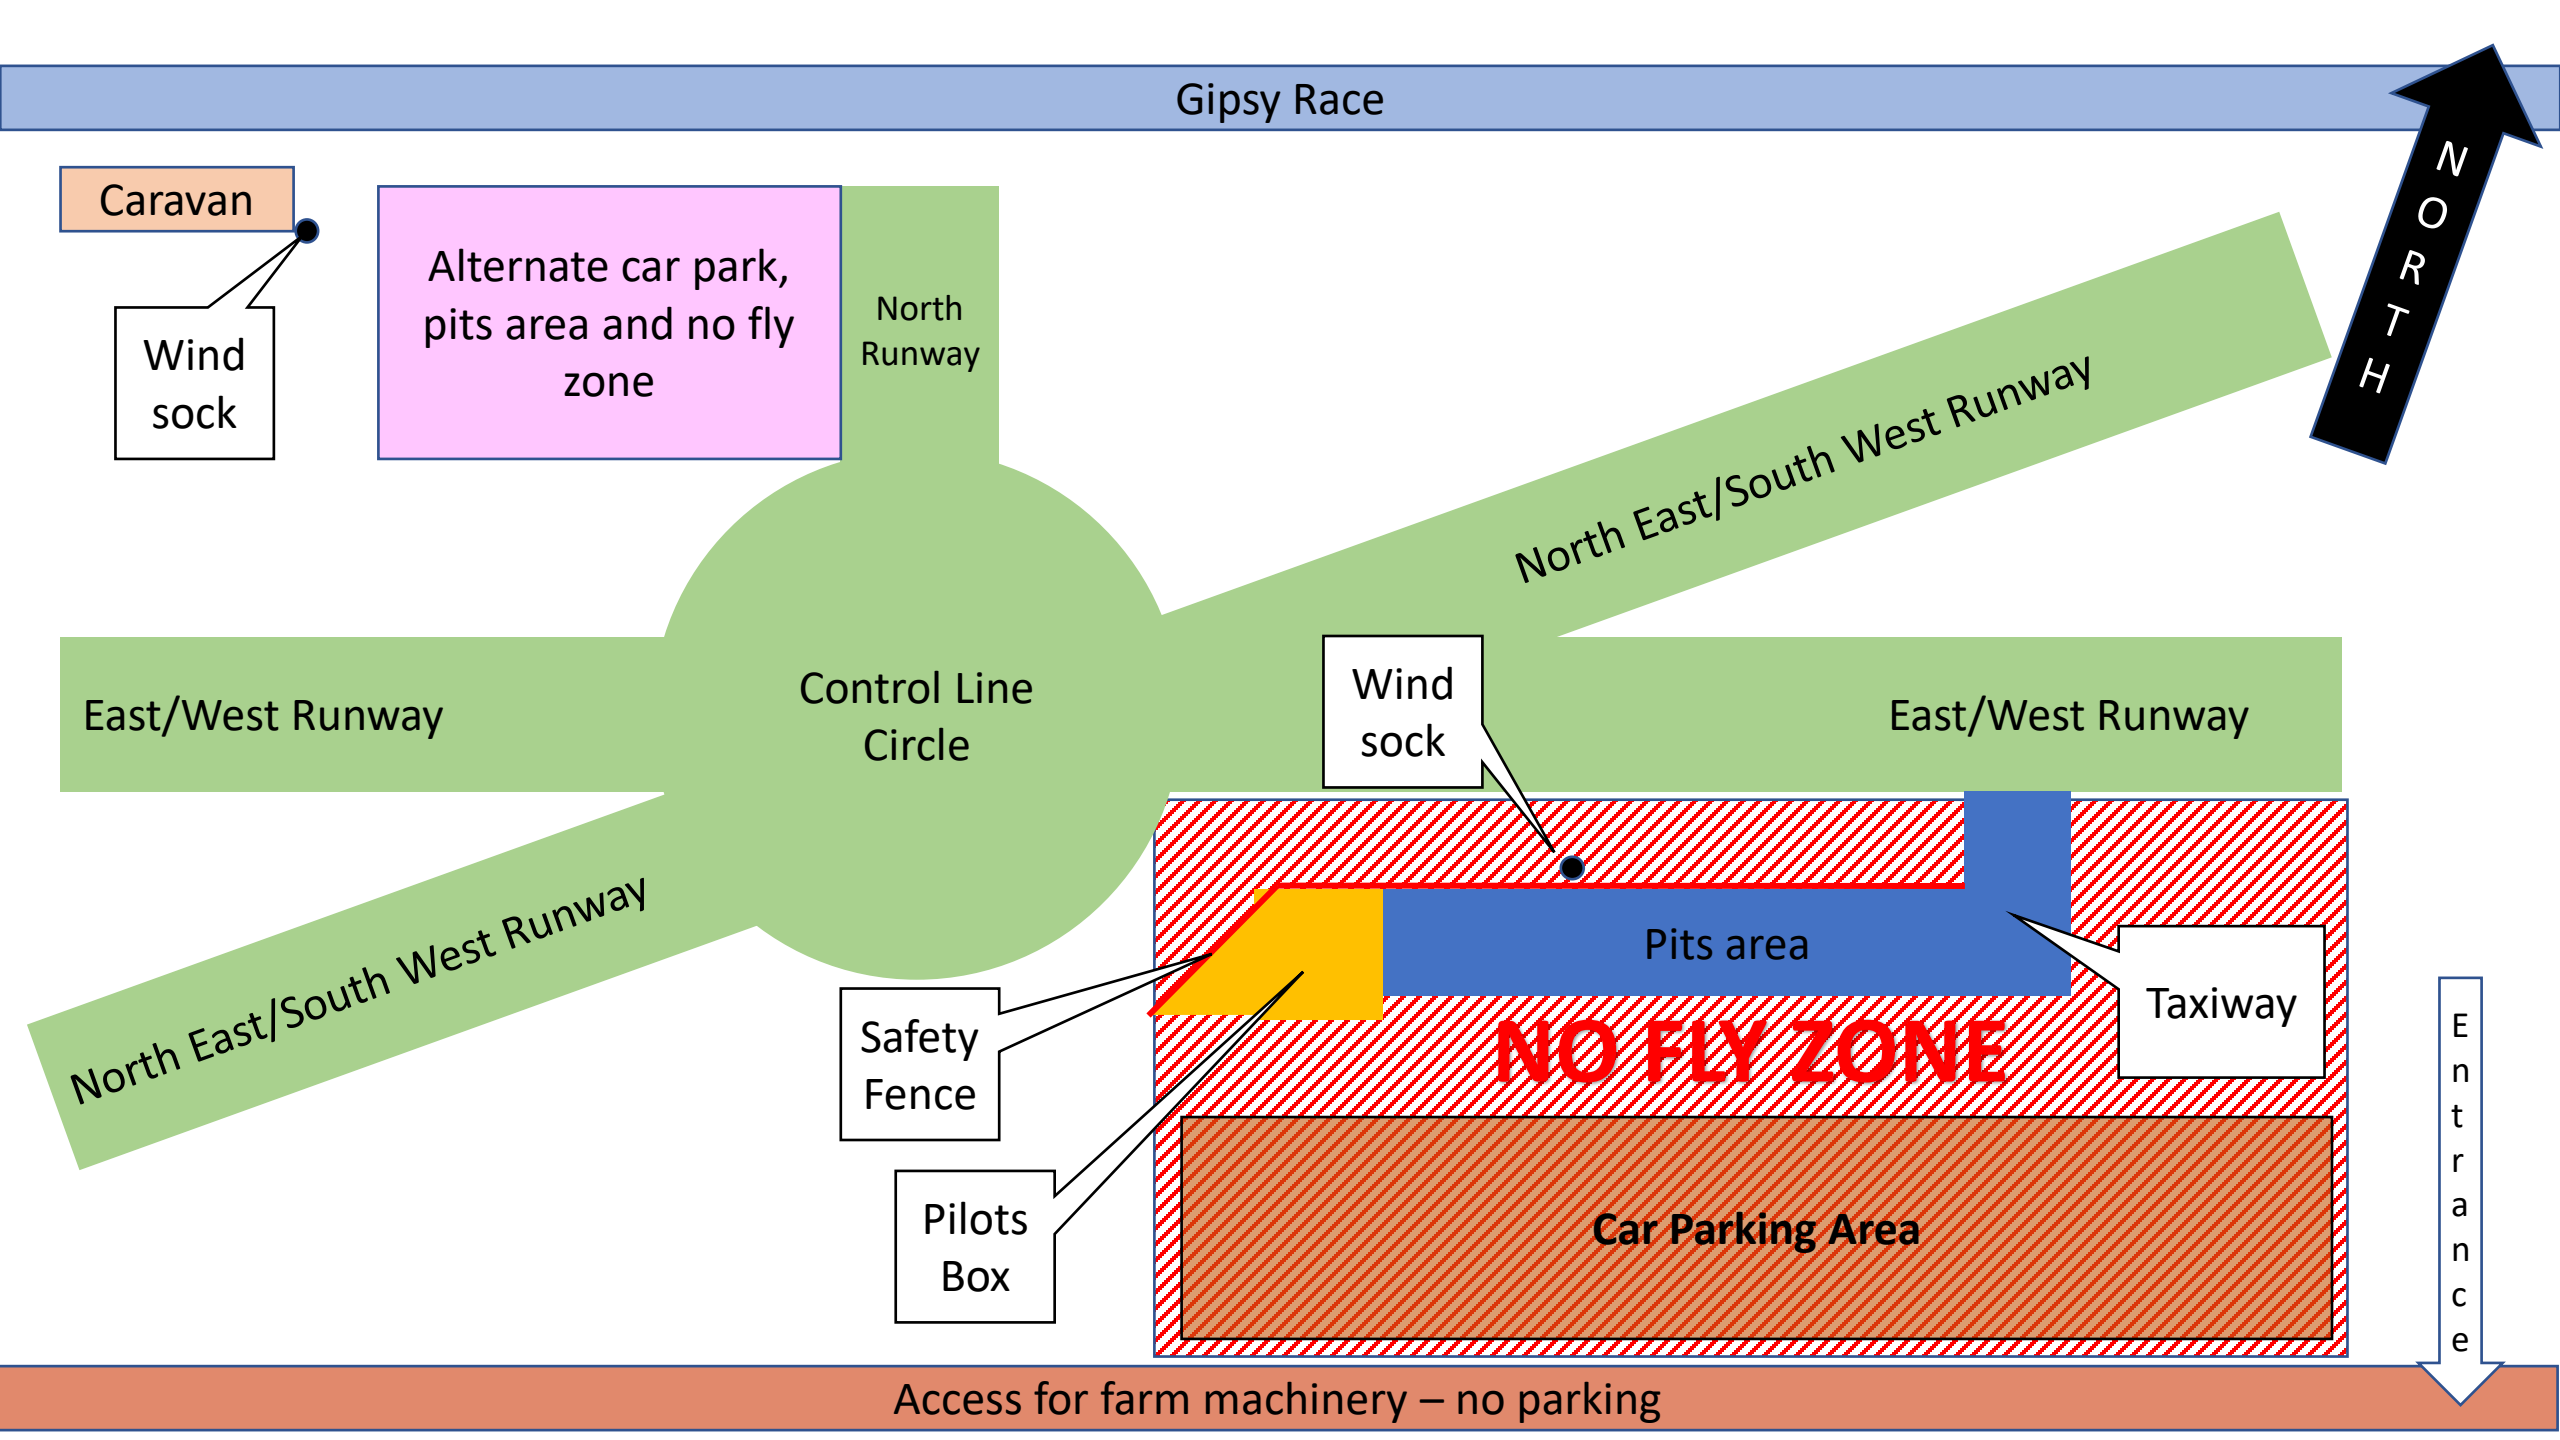 Gipsy Race
NORTH
Caravan
Alternate car park,
pits area and no fly
zone
North
Runway
Wind
sock
North East/South West Runway
East/West Runway
Control Line
Circle
Wind
sock
East/West Runway
North East/South West Runway
Pits area
Taxiway
Safety
Fence
NO FLY ZONE
Pilots
Box
Car Parking Area
Entrance
Access for farm machinery – no parking